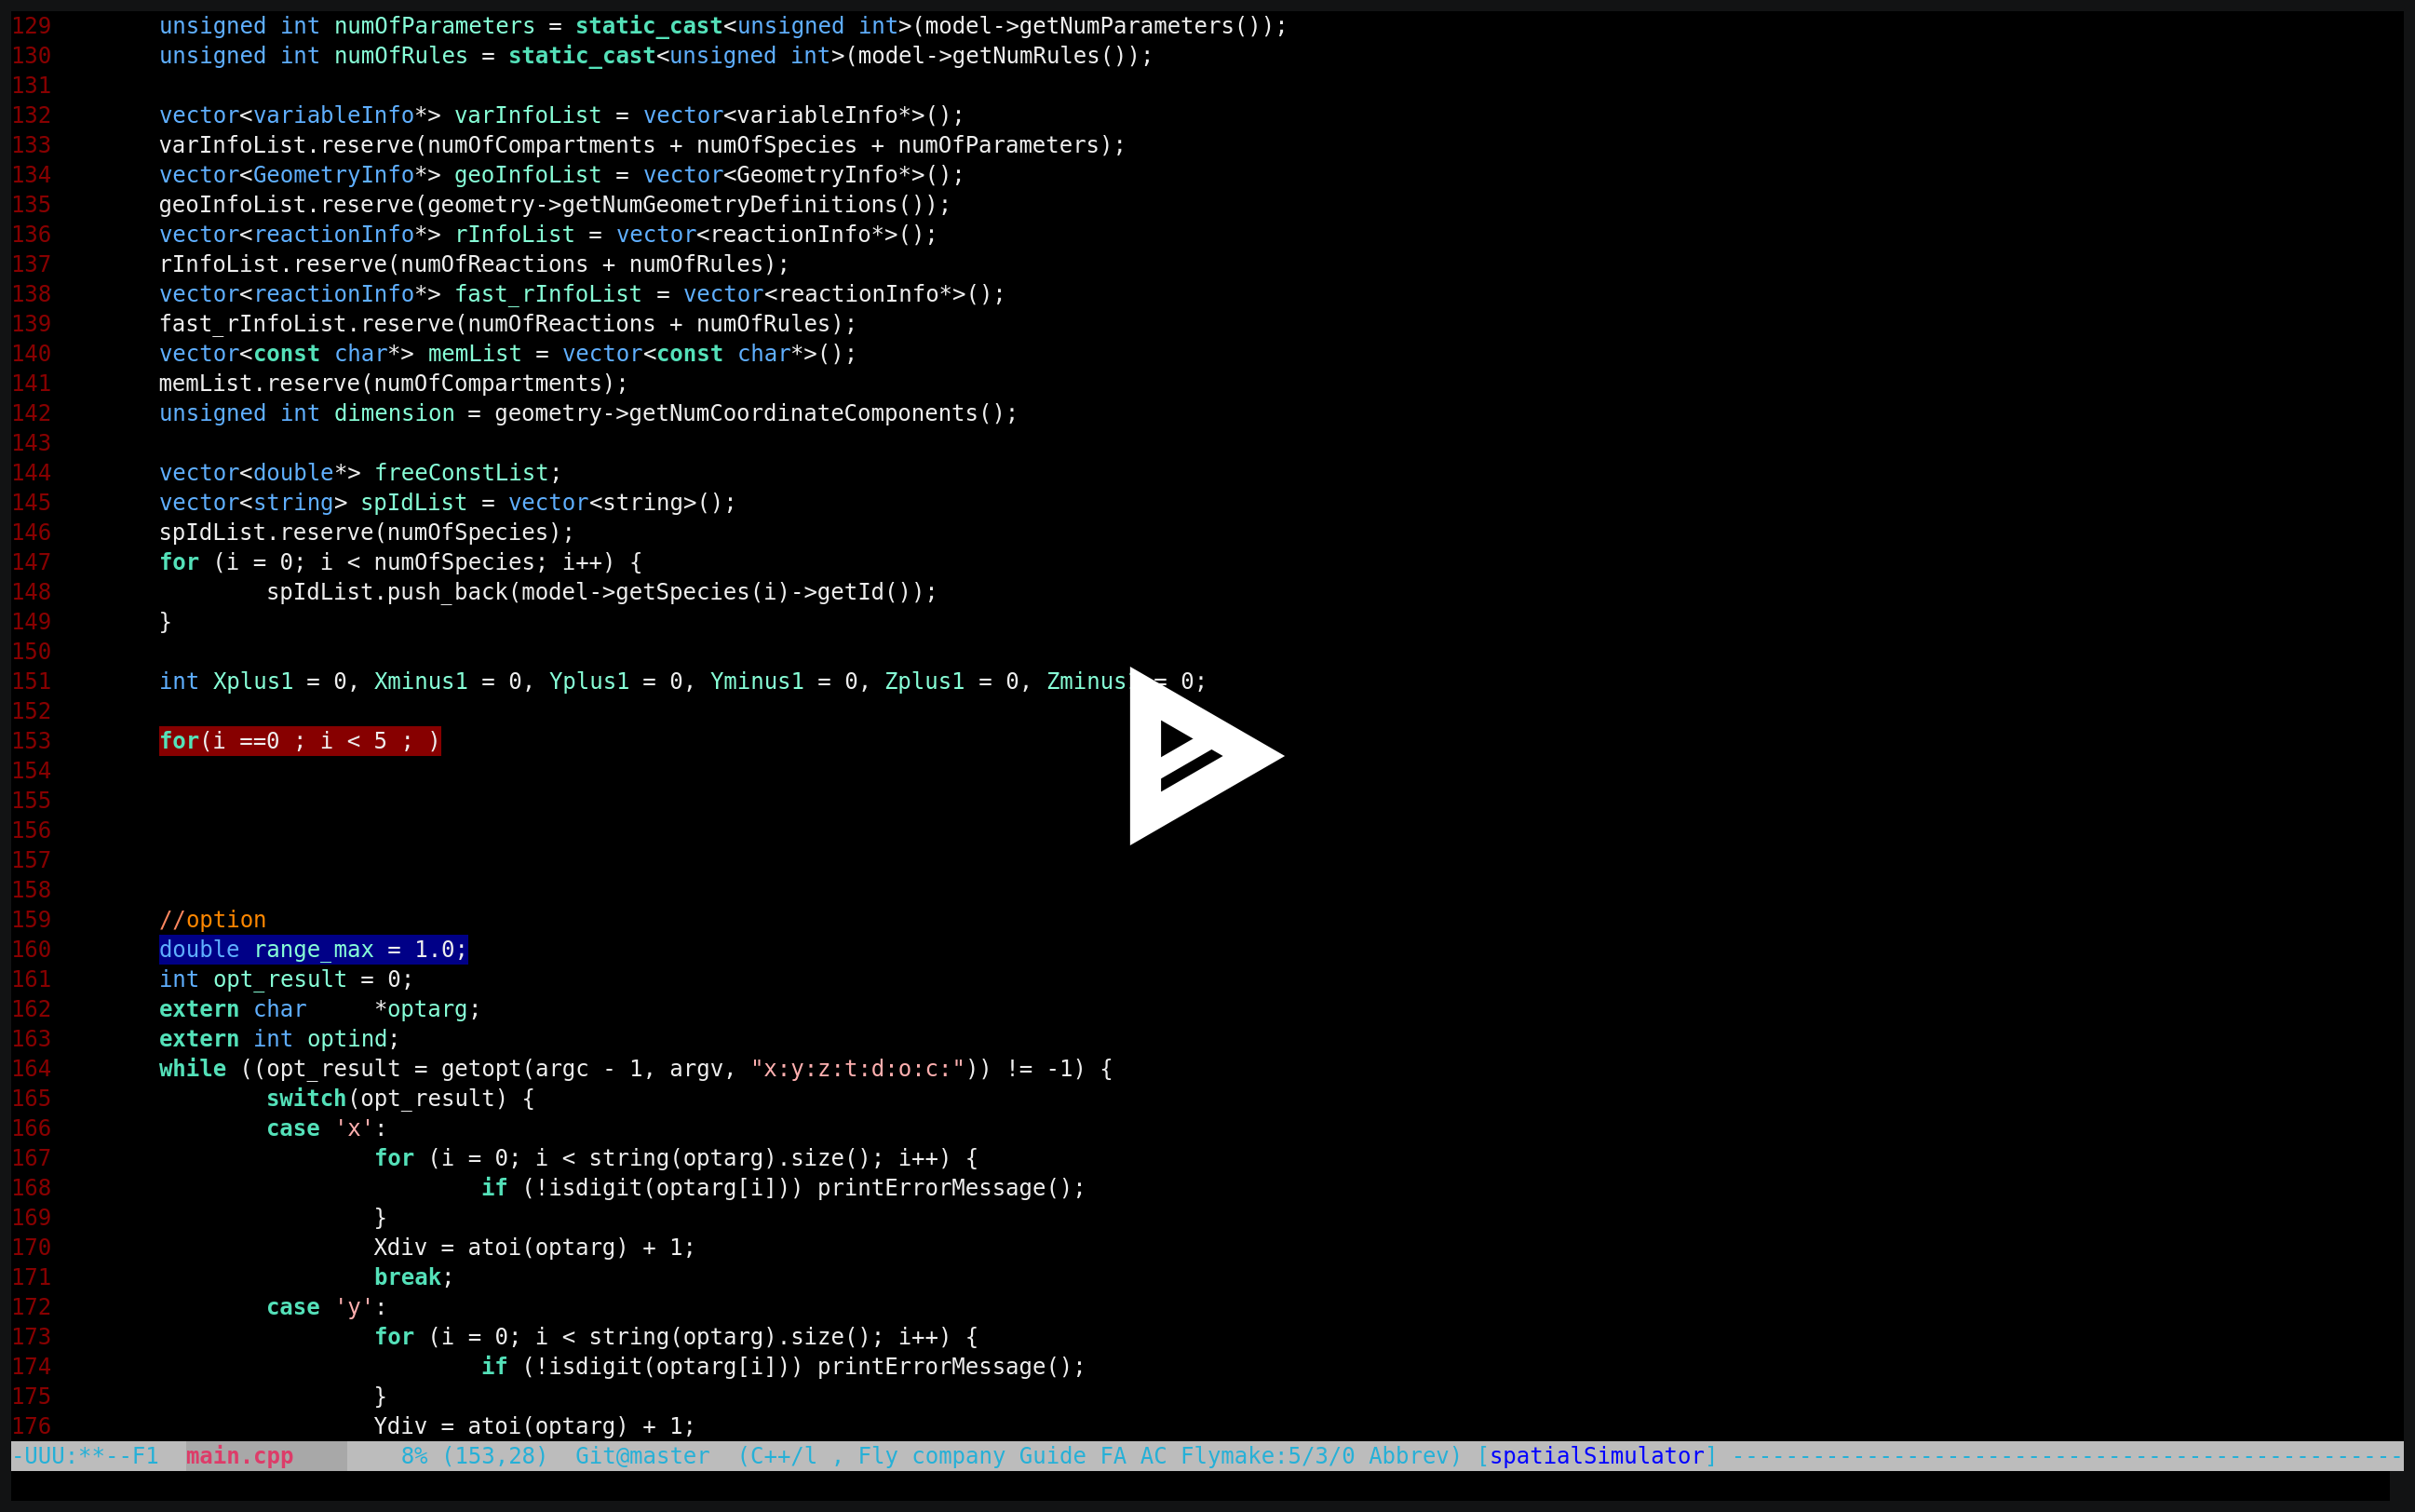 129        unsigned int numOfParameters = static_cast<unsigned int>(model->getNumParameters());
130        unsigned int numOfRules = static_cast<unsigned int>(model->getNumRules());
131
132        vector<variableInfo*> varInfoList = vector<variableInfo*>();
133        varInfoList.reserve(numOfCompartments + numOfSpecies + numOfParameters);
134        vector<GeometryInfo*> geoInfoList = vector<GeometryInfo*>();
135        geoInfoList.reserve(geometry->getNumGeometryDefinitions());
136        vector<reactionInfo*> rInfoList = vector<reactionInfo*>();
137        rInfoList.reserve(numOfReactions + numOfRules);
138        vector<reactionInfo*> fast_rInfoList = vector<reactionInfo*>();
139        fast_rInfoList.reserve(numOfReactions + numOfRules);
140        vector<const char*> memList = vector<const char*>();
141        memList.reserve(numOfCompartments);
142        unsigned int dimension = geometry->getNumCoordinateComponents();
143
144        vector<double*> freeConstList;
145        vector<string> spIdList = vector<string>();
146        spIdList.reserve(numOfSpecies);
147        for (i = 0; i < numOfSpecies; i++) {
148                spIdList.push_back(model->getSpecies(i)->getId());
149        }
150
151        int Xplus1 = 0, Xminus1 = 0, Yplus1 = 0, Yminus1 = 0, Zplus1 = 0, Zminus1 = 0;
152
153        for(i ==0 ; i < 5 ; )
154
155
156
157
158
159        //option
160        double range_max = 1.0;
161        int opt_result = 0;
162        extern char     *optarg;
163        extern int optind;
164        while ((opt_result = getopt(argc - 1, argv, "x:y:z:t:d:o:c:")) != -1) {
165                switch(opt_result) {
166                case 'x':
167                        for (i = 0; i < string(optarg).size(); i++) {
168                                if (!isdigit(optarg[i])) printErrorMessage();
169                        }
170                        Xdiv = atoi(optarg) + 1;
171                        break;
172                case 'y':
173                        for (i = 0; i < string(optarg).size(); i++) {
174                                if (!isdigit(optarg[i])) printErrorMessage();
175                        }
176                        Ydiv = atoi(optarg) + 1;
-UUU:**--F1  main.cpp        8% (153,28)  Git@master  (C++/l , Fly company Guide FA AC Flymake:5/3/0 Abbrev) [spatialSimulator] --------------------------------------------------